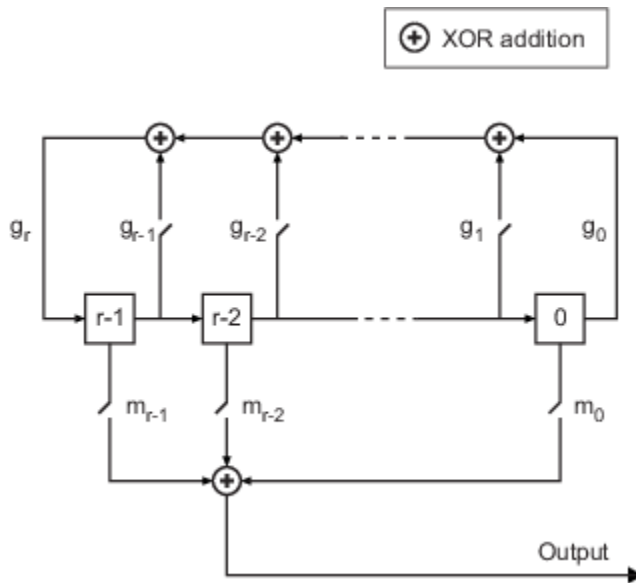 XOR addition
g_r g_{r-1} g_{r-2} g_1 g_0
r-1 r-2 0
m_{r-1} m_{r-2} m_0
Output